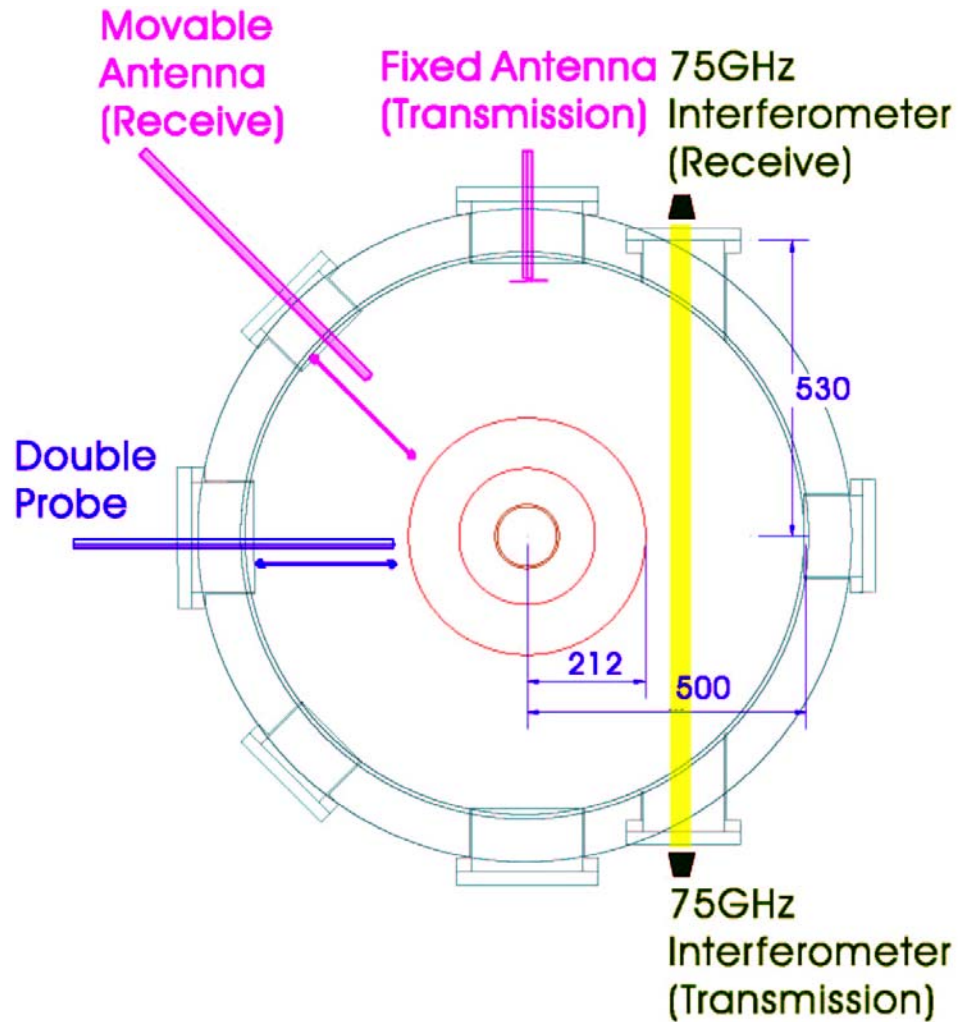 Movable
Antenna
(Receive)
Fixed Antenna
(Transmission)
75GHz
Interferometer
(Receive)
530
Double
Probe
212
500
75GHz
Interferometer
(Transmission)